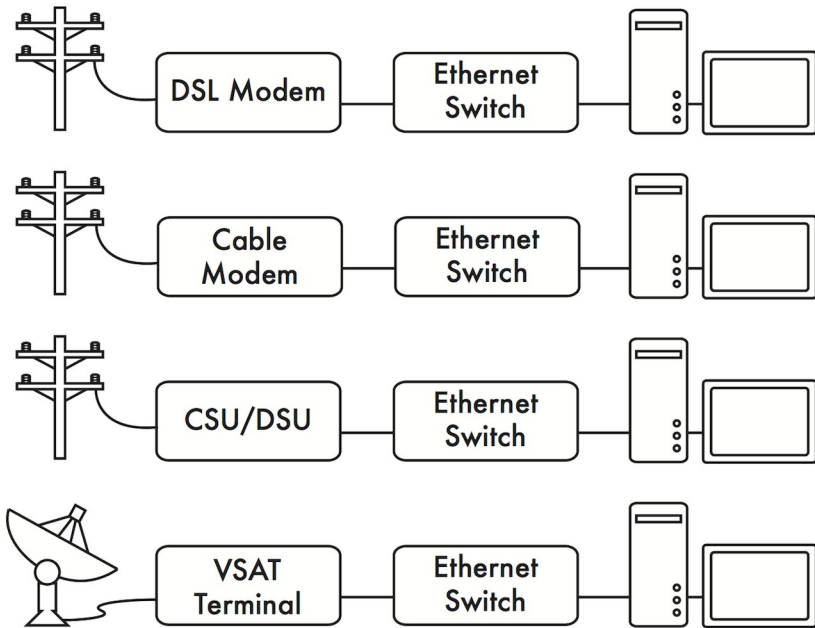 DSL Modem
Ethernet
Switch
Cable
Modem
Ethernet
Switch
CSU/DSU
Ethernet
Switch
VSAT
Terminal
Ethernet
Switch